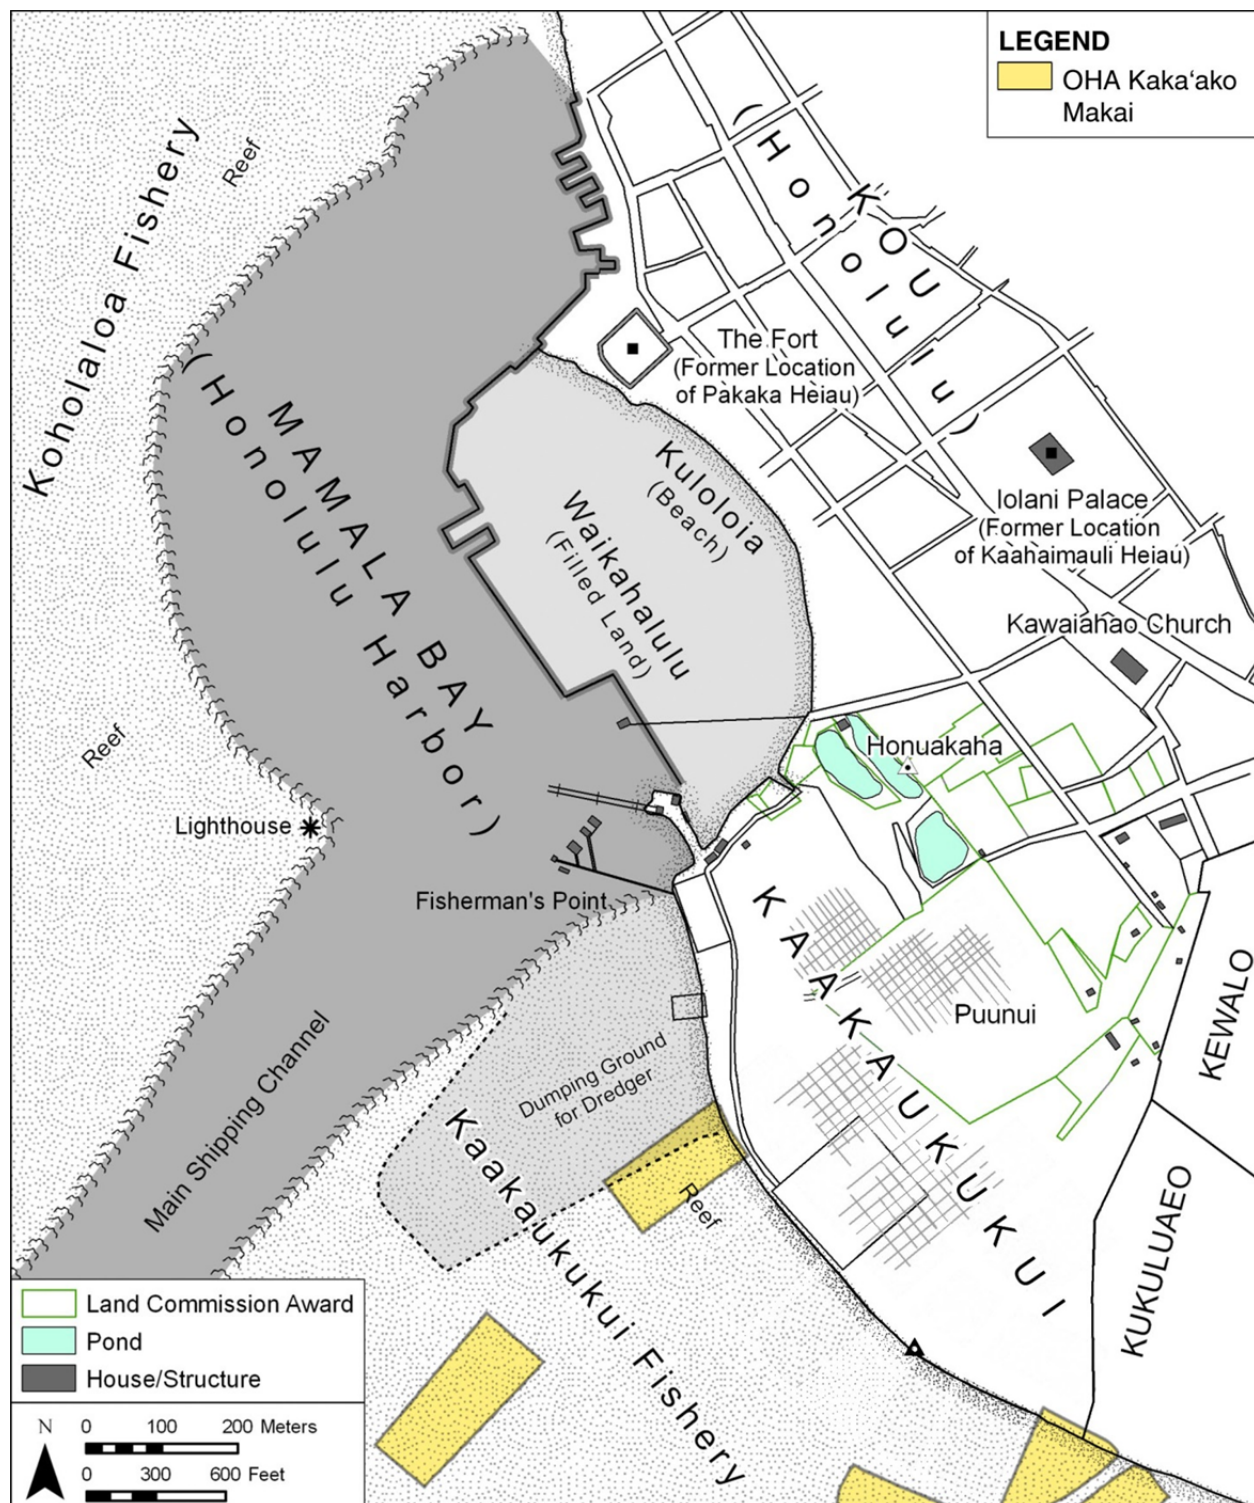 LEGEND
OHA Kakaʻako
Makai
Koholaloa Fishery
Reef
(Honolulu)
KOU
The Fort
(Former Location
of Pakaka Heiau)
Kuloloia
(Beach)
Iolani Palace
(Former Location
of Kaahaimauli Heiau)
Waikahalulu
(Filled Land)
MAMALA BAY
(Honolulu Harbor)
Kawaiahao Church
Reef
Honuakaha
Lighthouse
Fisherman's Point
KAAKAUKUKUI
Puunui
KEWALO
Main Shipping Channel
Dumping Ground
for Dredger
Kaakaukukui Fishery
Reef
KUKULUAEO
Land Commission Award
Pond
House/Structure
N
0 100 200 Meters
0 300 600 Feet